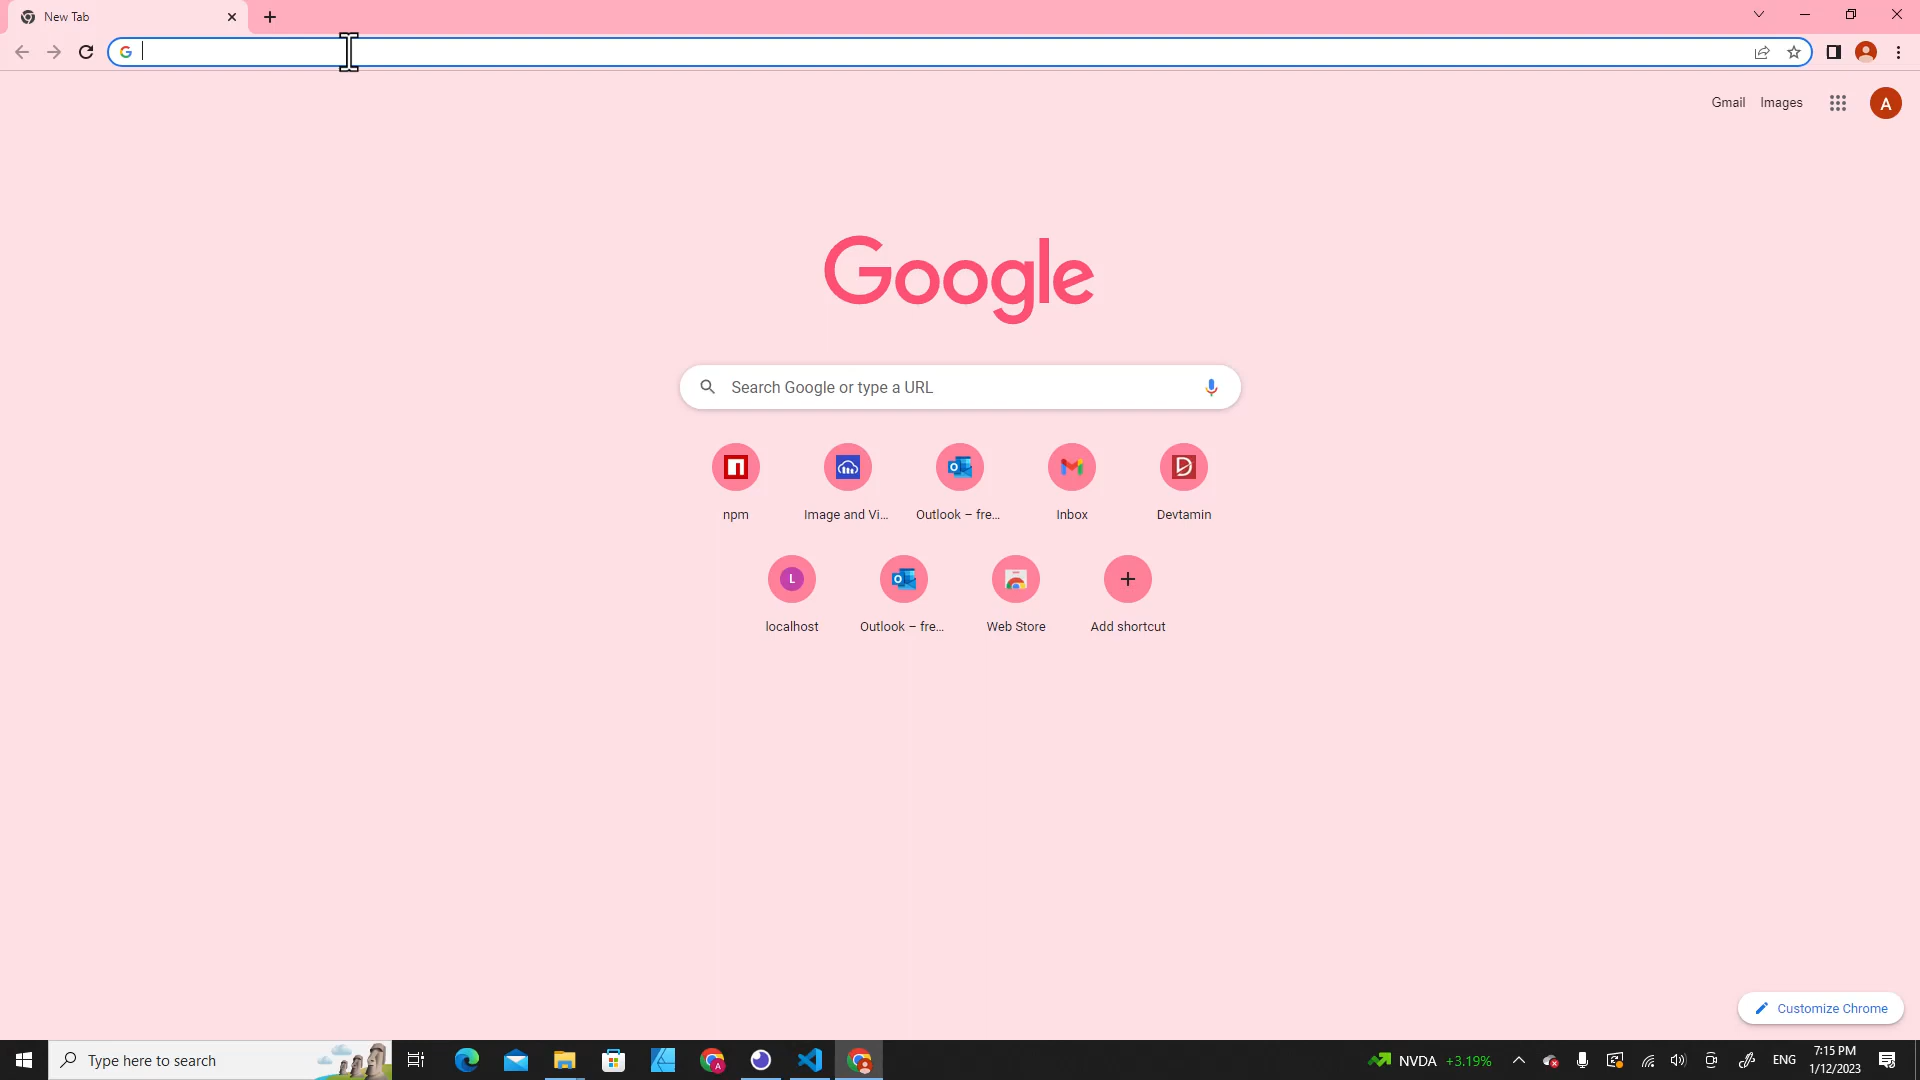 New Tab
Gmail Images
A
Google
Search Google or type a URL
npm
Image and Vi...
Outlook – fre...
Inbox
Devtamin
L
localhost
Outlook – fre...
Web Store
Add shortcut
Customize Chrome
Type here to search
A
NVDA +3.19%
ENG
7:15 PM
1/12/2023